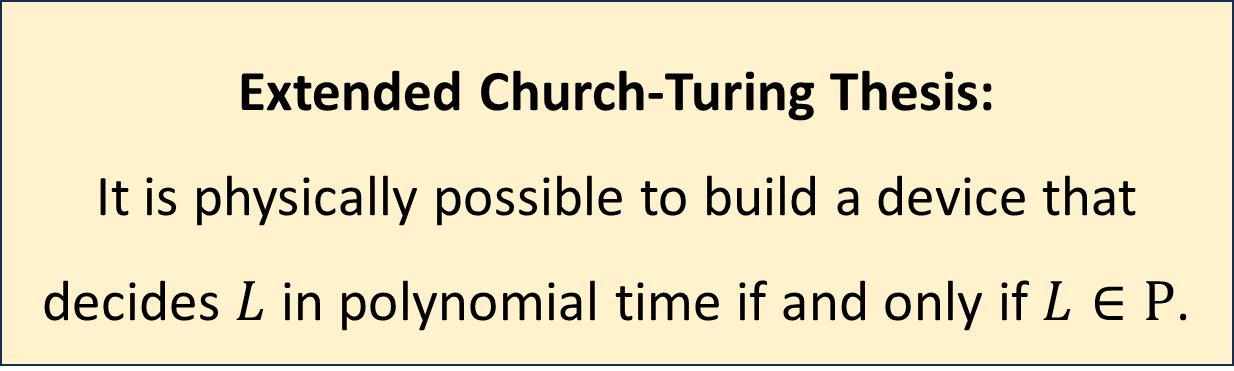 Extended Church-Turing Thesis:
It is physically possible to build a device that
decides 𝐿 in polynomial time if and only if 𝐿 ∈ P.